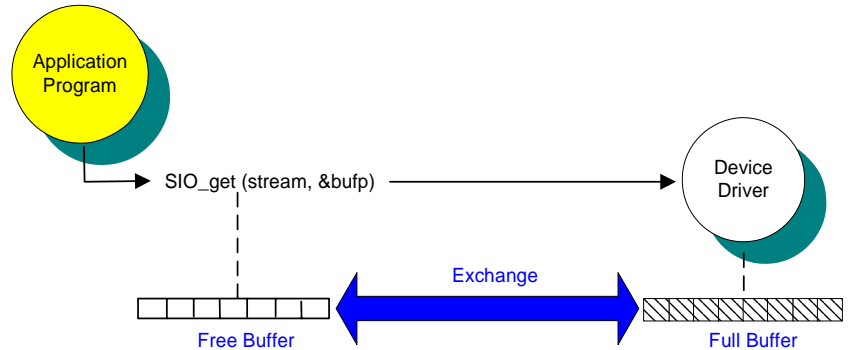 Application
Program
SIO_get (stream, &bufp)
Device
Driver
Exchange
Free Buffer
Full Buffer